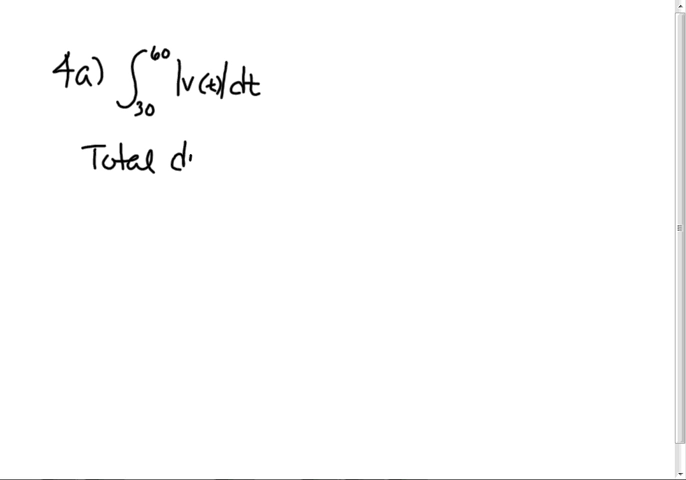 4a) ∫₃₀⁶⁰ |v(t)| dt
Total d